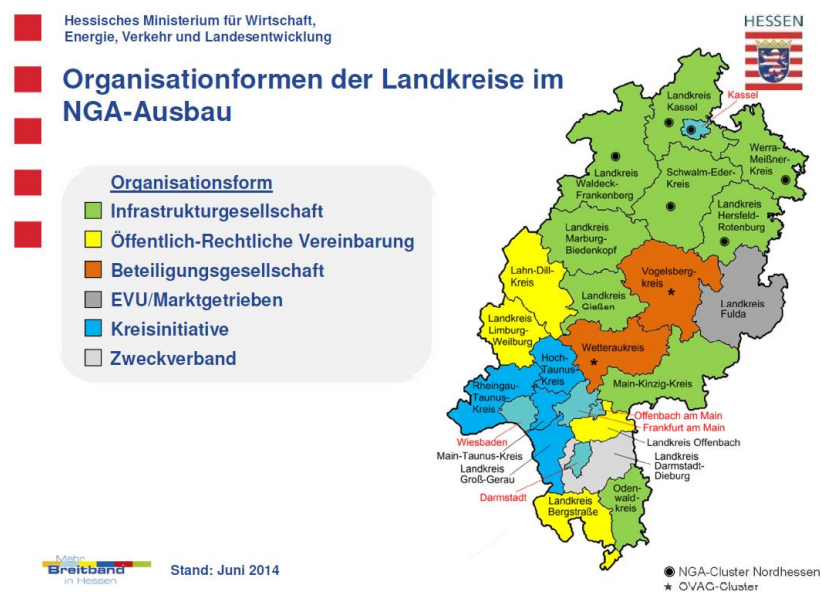 Hessisches Ministerium für Wirtschaft,
Energie, Verkehr und Landesentwicklung
HESSEN
Organisationformen der Landkreise im
NGA-Ausbau
Organisationsform
Infrastrukturgesellschaft
Öffentlich-Rechtliche Vereinbarung
Beteiligungsgesellschaft
EVU/Marktgetrieben
Kreisinitiative
Zweckverband
Landkreis
Kassel
Kassel
Werra-
Meißner-
Kreis
Landkreis
Waldeck-
Frankenberg
Schwalm-Eder-
Kreis
Landkreis
Hersfeld-
Rotenburg
Landkreis
Marburg-
Biedenkopf
Lahn-Dill-
Kreis
Vogelsberg-
kreis
Landkreis
Gießen
Landkreis
Fulda
Landkreis
Limburg-
Weilburg
Wetteraukreis
Hoch-
Taunus-
Kreis
Rheingau-
Taunus-
Kreis
Main-Kinzig-Kreis
Offenbach am Main
Frankfurt am Main
Wiesbaden
Landkreis Offenbach
Main-Taunus-Kreis
Landkreis
Groß-Gerau
Landkreis
Darmstadt-
Dieburg
Darmstadt
Oden-
wald-
kreis
Landkreis
Bergstraße
Mehr
Breitband
in Hessen
Stand: Juni 2014
NGA-Cluster Nordhessen
OVAG-Cluster